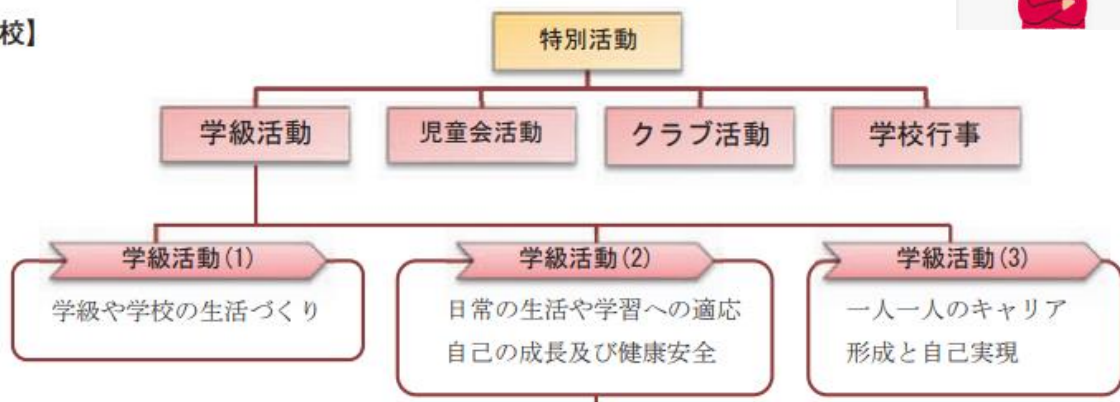 校】
特別活動
学級活動
児童会活動
クラブ活動
学校行事
学級活動(1)
学級や学校の生活づくり
学級活動(2)
日常の生活や学習への適応
自己の成長及び健康安全
学級活動(3)
一人一人のキャリア
形成と自己実現